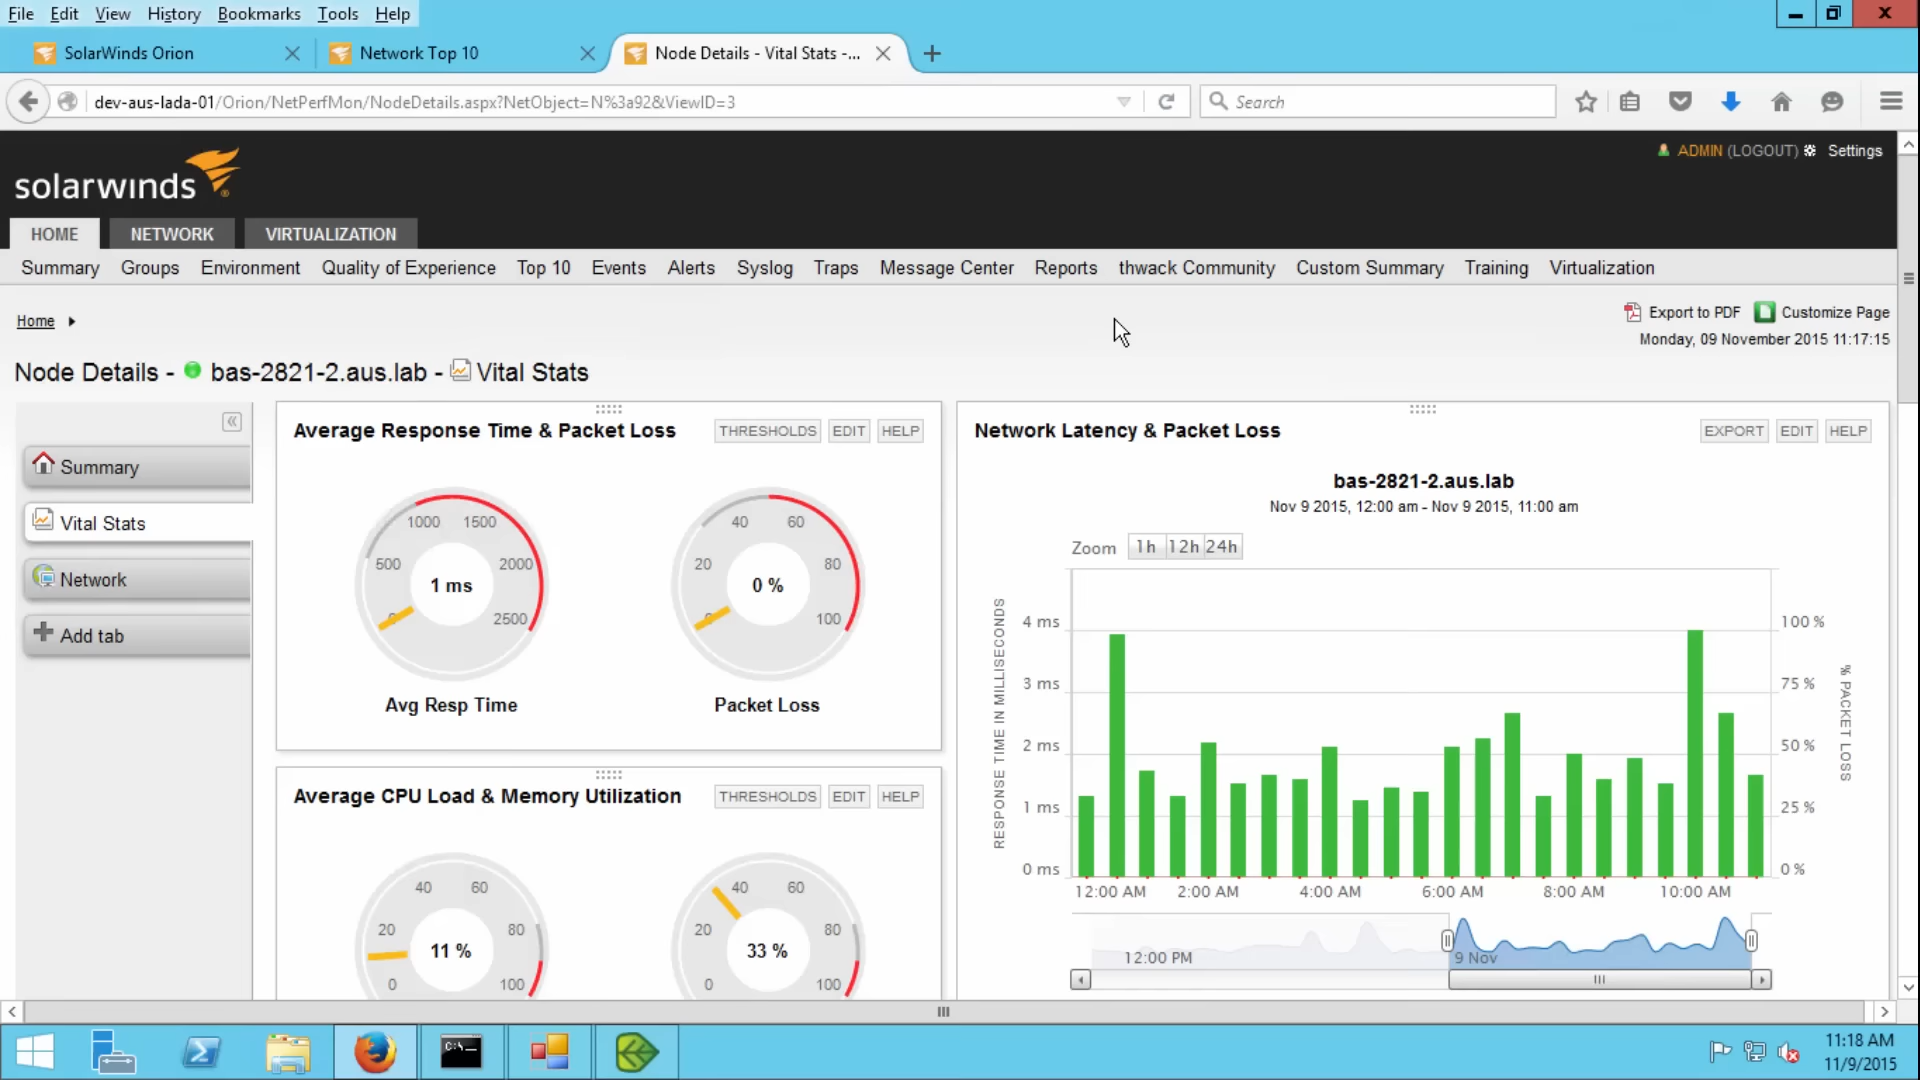 File Edit View History Bookmarks Tools Help
SolarWinds Orion
Network Top 10
Node Details - Vital Stats -...
dev-aus-lada-01/Orion/NetPerfMon/NodeDetails.aspx?NetObject=N%3a92&ViewID=3
Search
solarwinds
ADMIN (LOGOUT) Settings
HOME NETWORK VIRTUALIZATION
Summary Groups Environment Quality of Experience Top 10 Events Alerts Syslog Traps Message Center Reports thwack Community Custom Summary Training Virtualization
Home
Export to PDF Customize Page
Monday, 09 November 2015 11:17:15
Node Details - bas-2821-2.aus.lab - Vital Stats
Summary
Vital Stats
Network
Add tab
Average Response Time & Packet Loss THRESHOLDS EDIT HELP
0 500 1000 1500 2000 2500
1 ms
Avg Resp Time
0 20 40 60 80 100
0 %
Packet Loss
Average CPU Load & Memory Utilization THRESHOLDS EDIT HELP
0 20 40 60 80 100
11 %
0 20 40 60 80 100
33 %
Network Latency & Packet Loss EXPORT EDIT HELP
bas-2821-2.aus.lab
Nov 9 2015, 12:00 am - Nov 9 2015, 11:00 am
Zoom 1h 12h 24h
RESPONSE TIME IN MILLISECONDS
4 ms
3 ms
2 ms
1 ms
0 ms
100 %
75 %
50 %
25 %
0 %
% PACKET LOSS
12:00 AM 2:00 AM 4:00 AM 6:00 AM 8:00 AM 10:00 AM
12:00 PM 9 Nov
C:\
11:18 AM
11/9/2015